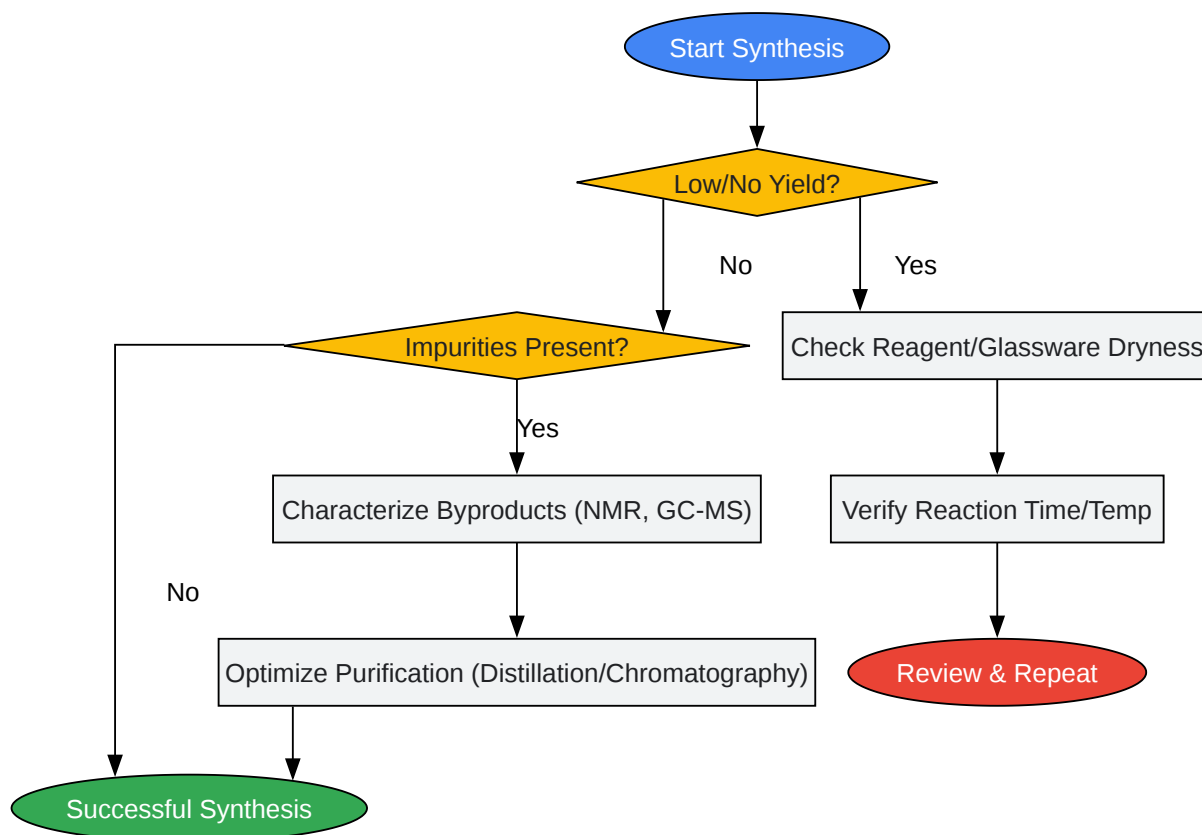 Start Synthesis
Low/No Yield?
No
Yes
Impurities Present?
Check Reagent/Glassware Dryness
Yes
Characterize Byproducts (NMR, GC-MS)
Verify Reaction Time/Temp
No
Optimize Purification (Distillation/Chromatography)
Review & Repeat
Successful Synthesis